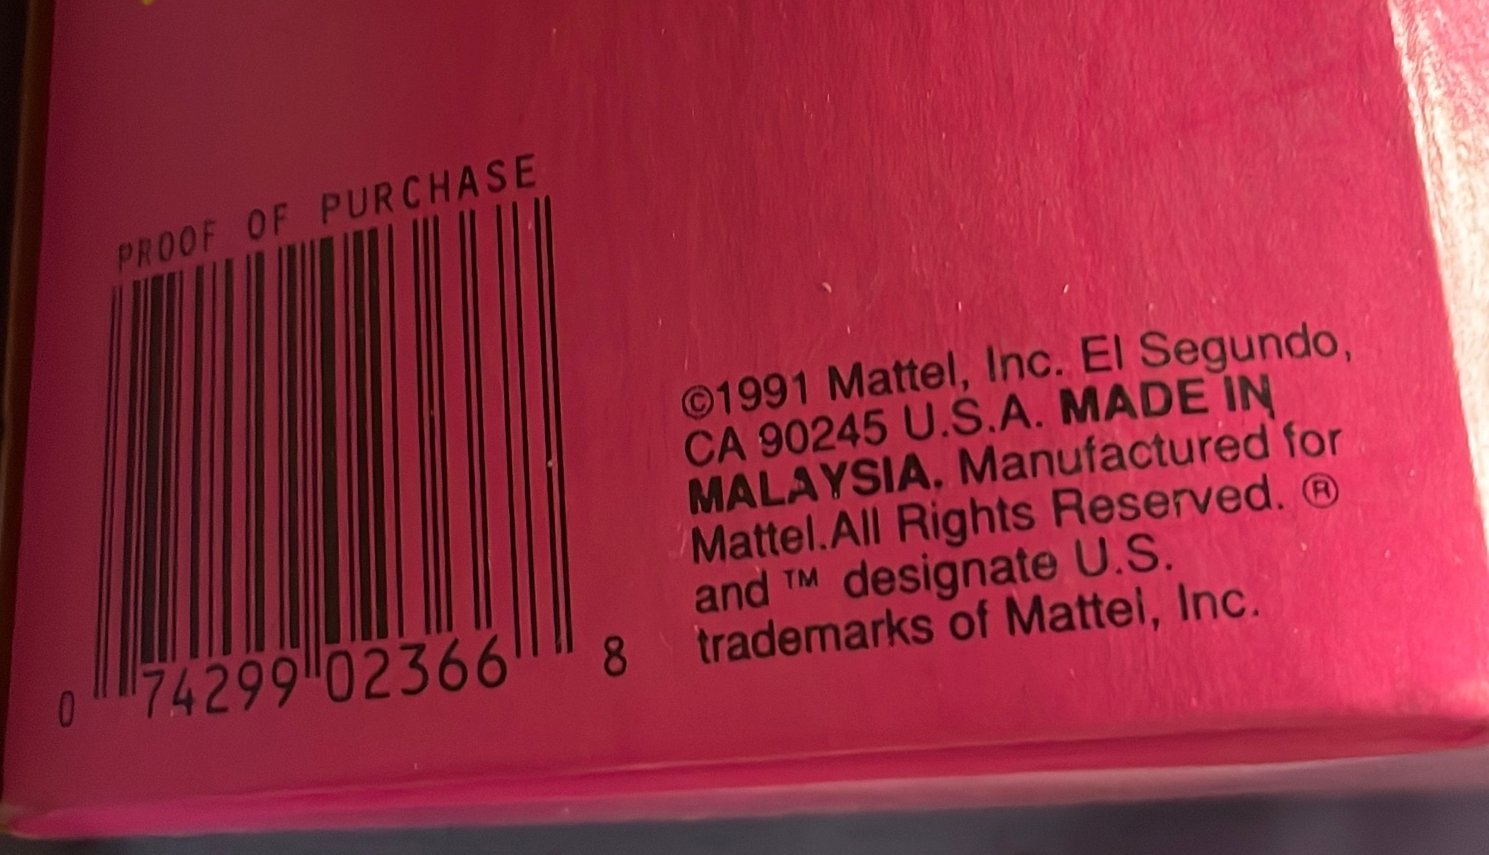 PROOF OF PURCHASE
0 74299 02366 8
©1991 Mattel, Inc. El Segundo,
CA 90245 U.S.A. MADE IN
MALAYSIA. Manufactured for
Mattel.All Rights Reserved. ®
and ™ designate U.S.
trademarks of Mattel, Inc.